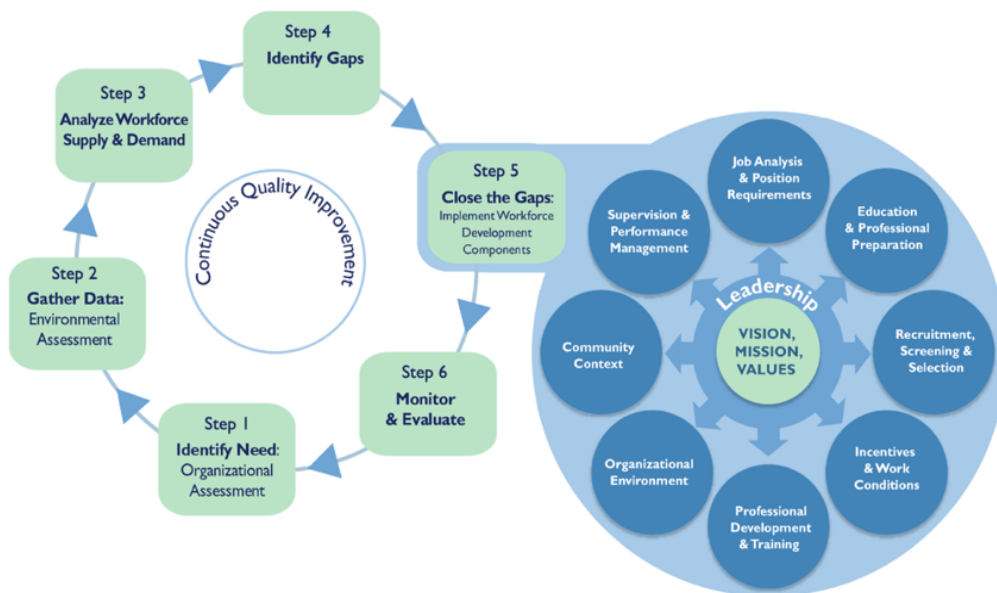 Step 1
Identify Need:
Organizational
Assessment
Step 2
Gather Data:
Environmental
Assessment
Step 3
Analyze Workforce
Supply & Demand
Step 4
Identify Gaps
Step 5
Close the Gaps:
Implement Workforce
Development
Components
Step 6
Monitor
& Evaluate
Continuous Quality Improvement
Leadership
VISION,
MISSION,
VALUES
Job Analysis
& Position
Requirements
Education
& Professional
Preparation
Recruitment,
Screening &
Selection
Incentives
& Work
Conditions
Professional
Development
& Training
Organizational
Environment
Community
Context
Supervision &
Performance
Management